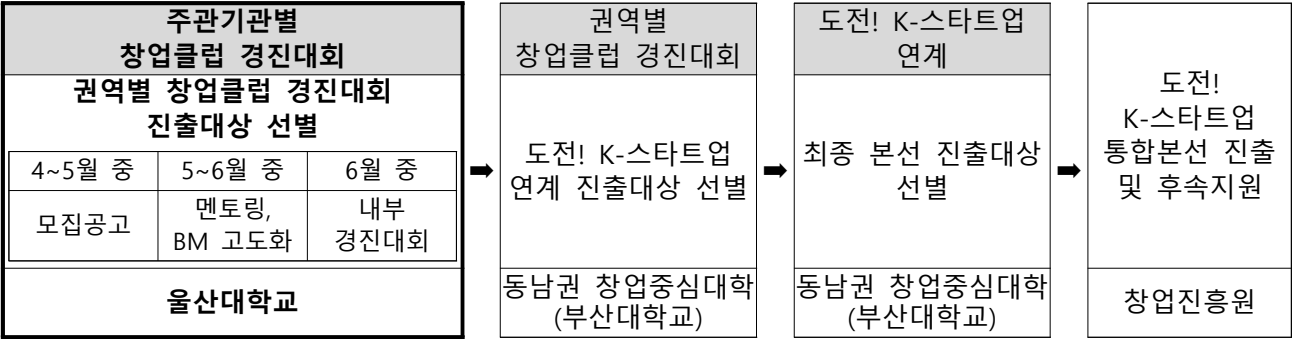 주관기관별
창업클럽 경진대회
권역별 창업클럽 경진대회
진출대상 선별
4~5월 중
5~6월 중
6월 중
모집공고
멘토링,
BM 고도화
내부
경진대회
울산대학교
➡
권역별
창업클럽 경진대회
도전! K-스타트업
연계 진출대상 선별
동남권 창업중심대학
(부산대학교)
➡
도전! K-스타트업
연계
최종 본선 진출대상
선별
동남권 창업중심대학
(부산대학교)
➡
도전!
K-스타트업
통합본선 진출
및 후속지원
창업진흥원